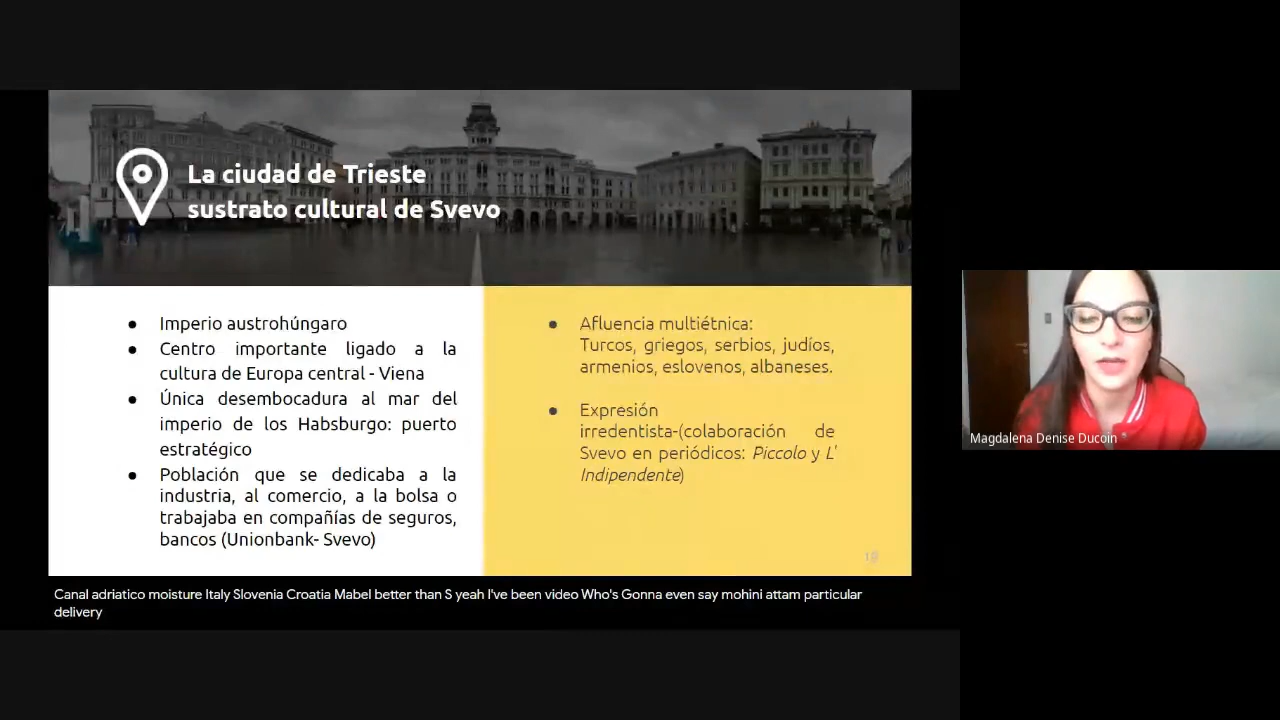 La ciudad de Trieste
sustrato cultural de Svevo
● Imperio austrohúngaro
● Centro importante ligado a la
cultura de Europa central - Viena
● Única desembocadura al mar del
imperio de los Habsburgo: puerto
estratégico
● Población que se dedicaba a la
industria, al comercio, a la bolsa o
trabajaba en compañías de seguros,
bancos (Unionbank- Svevo)
● Afluencia multiétnica:
Turcos, griegos, serbios, judíos,
armenios, eslovenos, albaneses.
● Expresión
irredentista-(colaboración de
Svevo en periódicos: Piccolo y L'
Indipendente)
Magdalena Denise Ducoin
Canal adriatico moisture Italy Slovenia Croatia Mabel better than S yeah I've been video Who's Gonna even say mohini attam particular
delivery